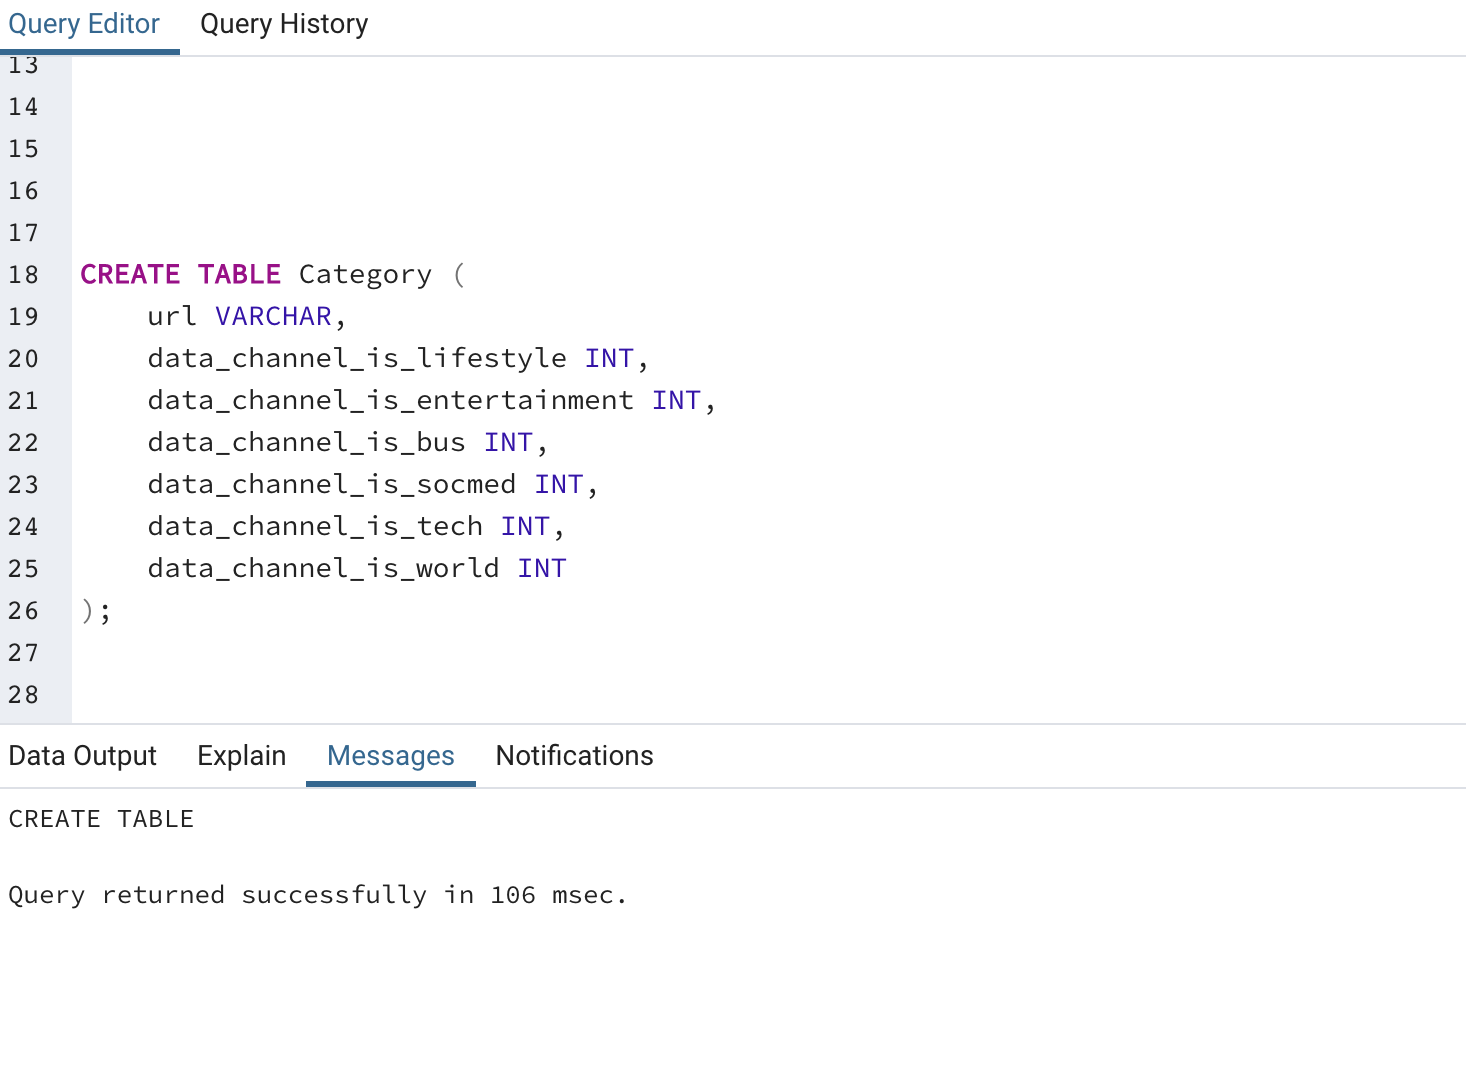 Query Editor Query History
13
14
15
16
17
18 CREATE TABLE Category (
19 url VARCHAR,
20 data_channel_is_lifestyle INT,
21 data_channel_is_entertainment INT,
22 data_channel_is_bus INT,
23 data_channel_is_socmed INT,
24 data_channel_is_tech INT,
25 data_channel_is_world INT
26 );
27
28
Data Output Explain Messages Notifications
CREATE TABLE
Query returned successfully in 106 msec.